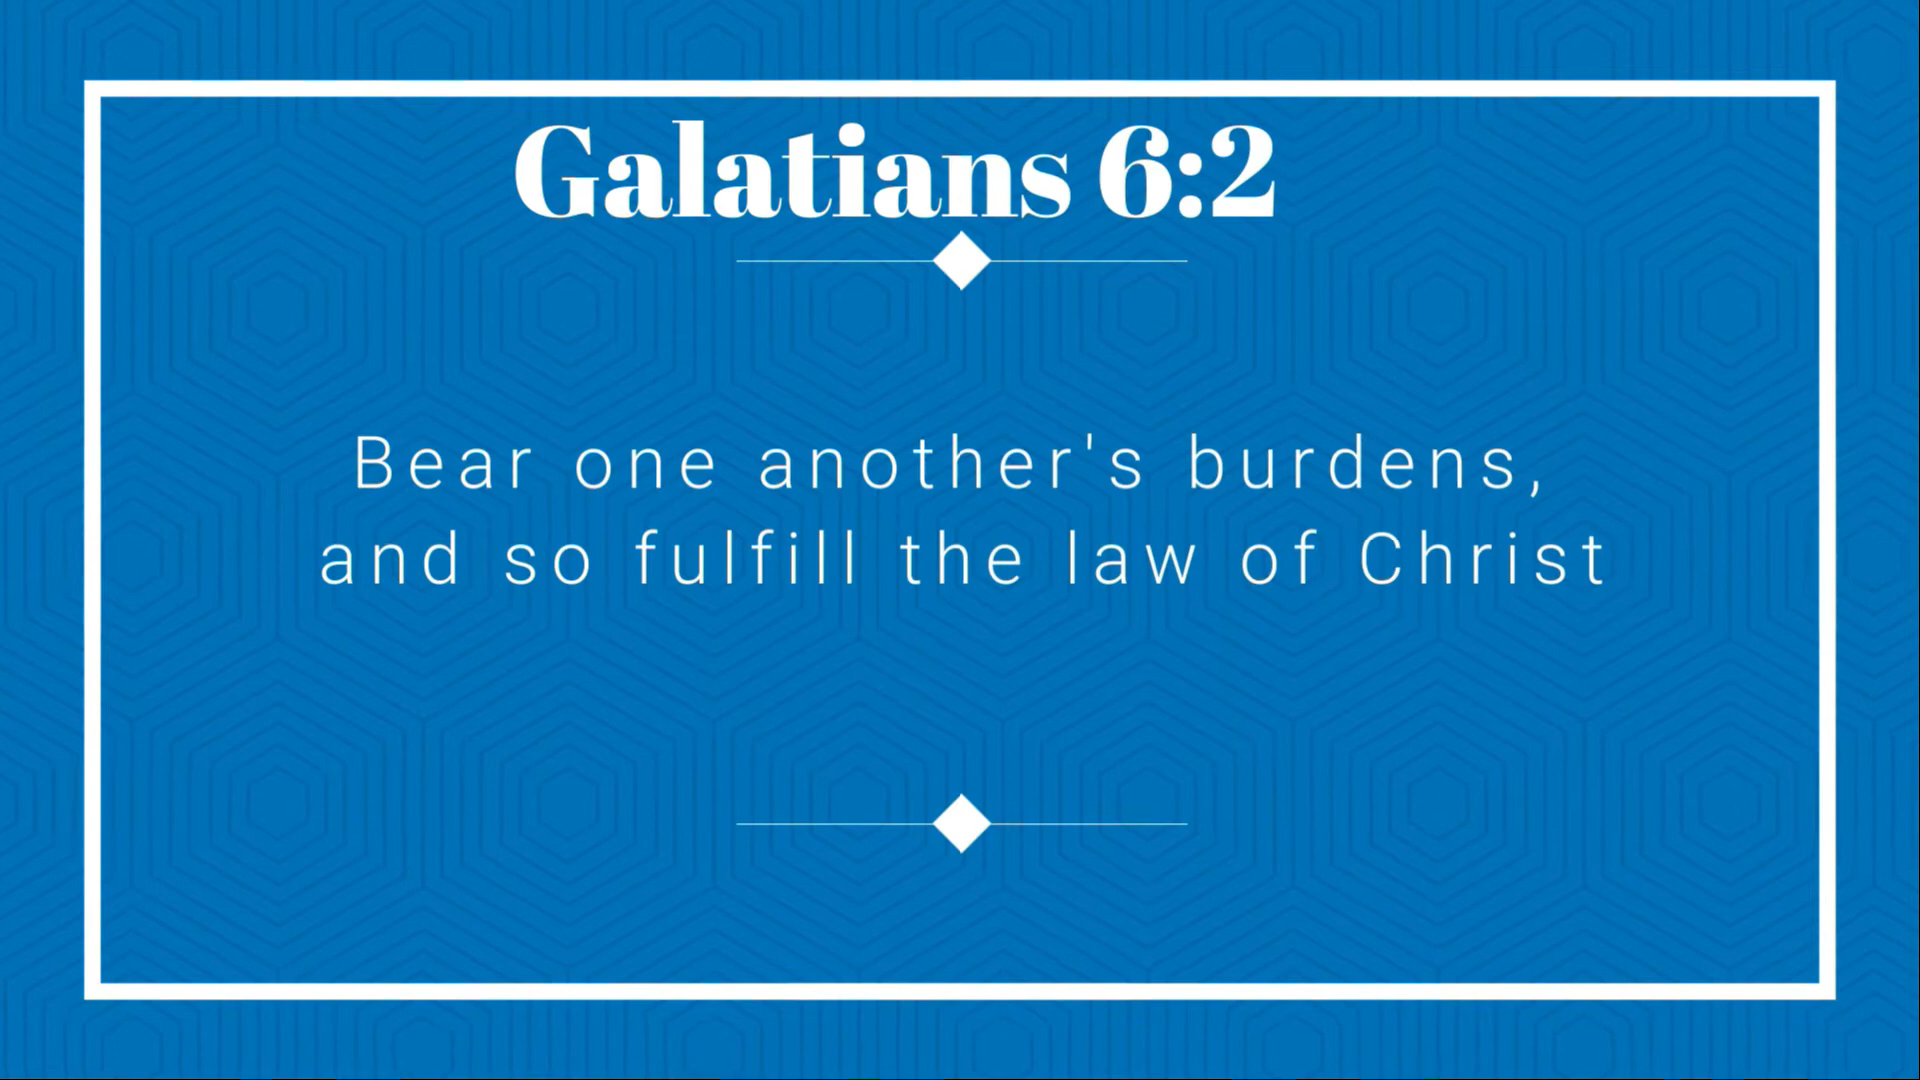 Galatians 6:2
Bear one another's burdens,
and so fulfill the law of Christ